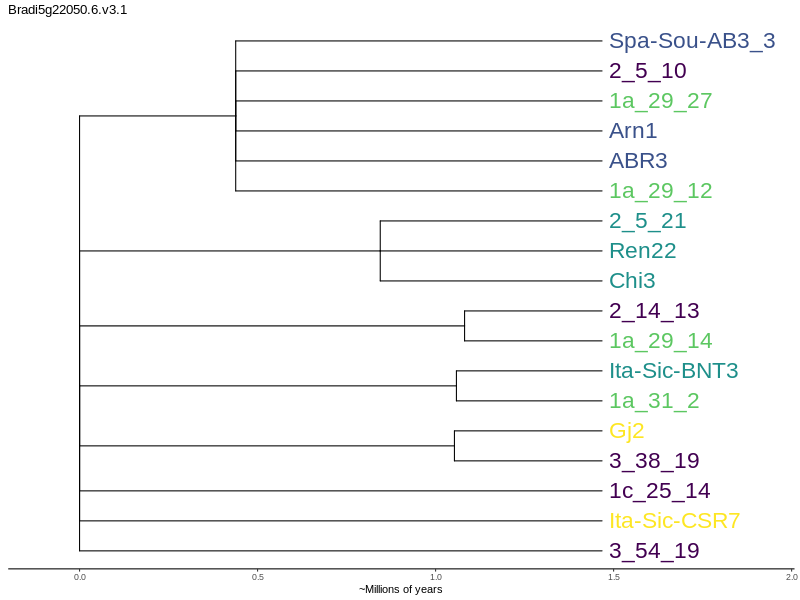 Bradi5g22050.6.v3.1
Spa-Sou-AB3_3
2_5_10
1a_29_27
Arn1
ABR3
1a_29_12
2_5_21
Ren22
Chi3
2_14_13
1a_29_14
Ita-Sic-BNT3
1a_31_2
Gj2
3_38_19
1c_25_14
Ita-Sic-CSR7
3_54_19
0.0 0.5 1.0 1.5 2.0
~Millions of years